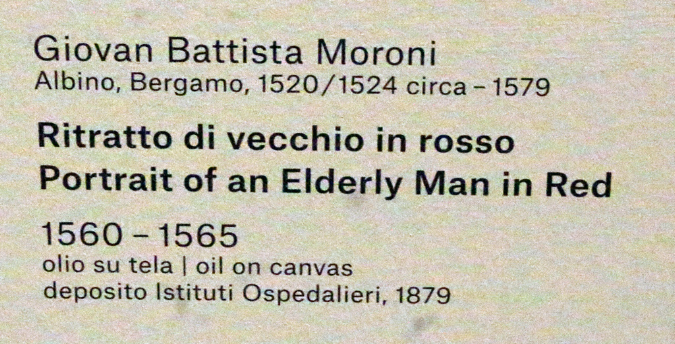 Giovan Battista Moroni
Albino, Bergamo, 1520/1524 circa – 1579
Ritratto di vecchio in rosso
Portrait of an Elderly Man in Red
1560 – 1565
olio su tela | oil on canvas
deposito Istituti Ospedalieri, 1879